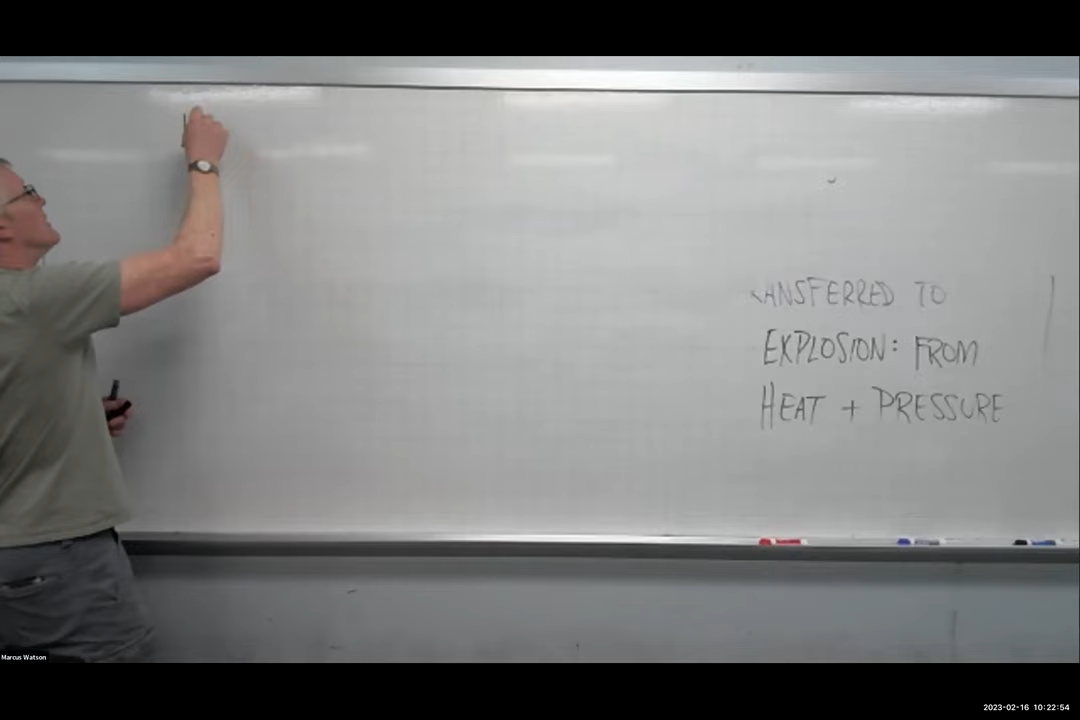 ANSFERRED TO
EXPLOSION: FROM
HEAT + PRESSURE
Marcus Watson
2023-02-16 10:22:54